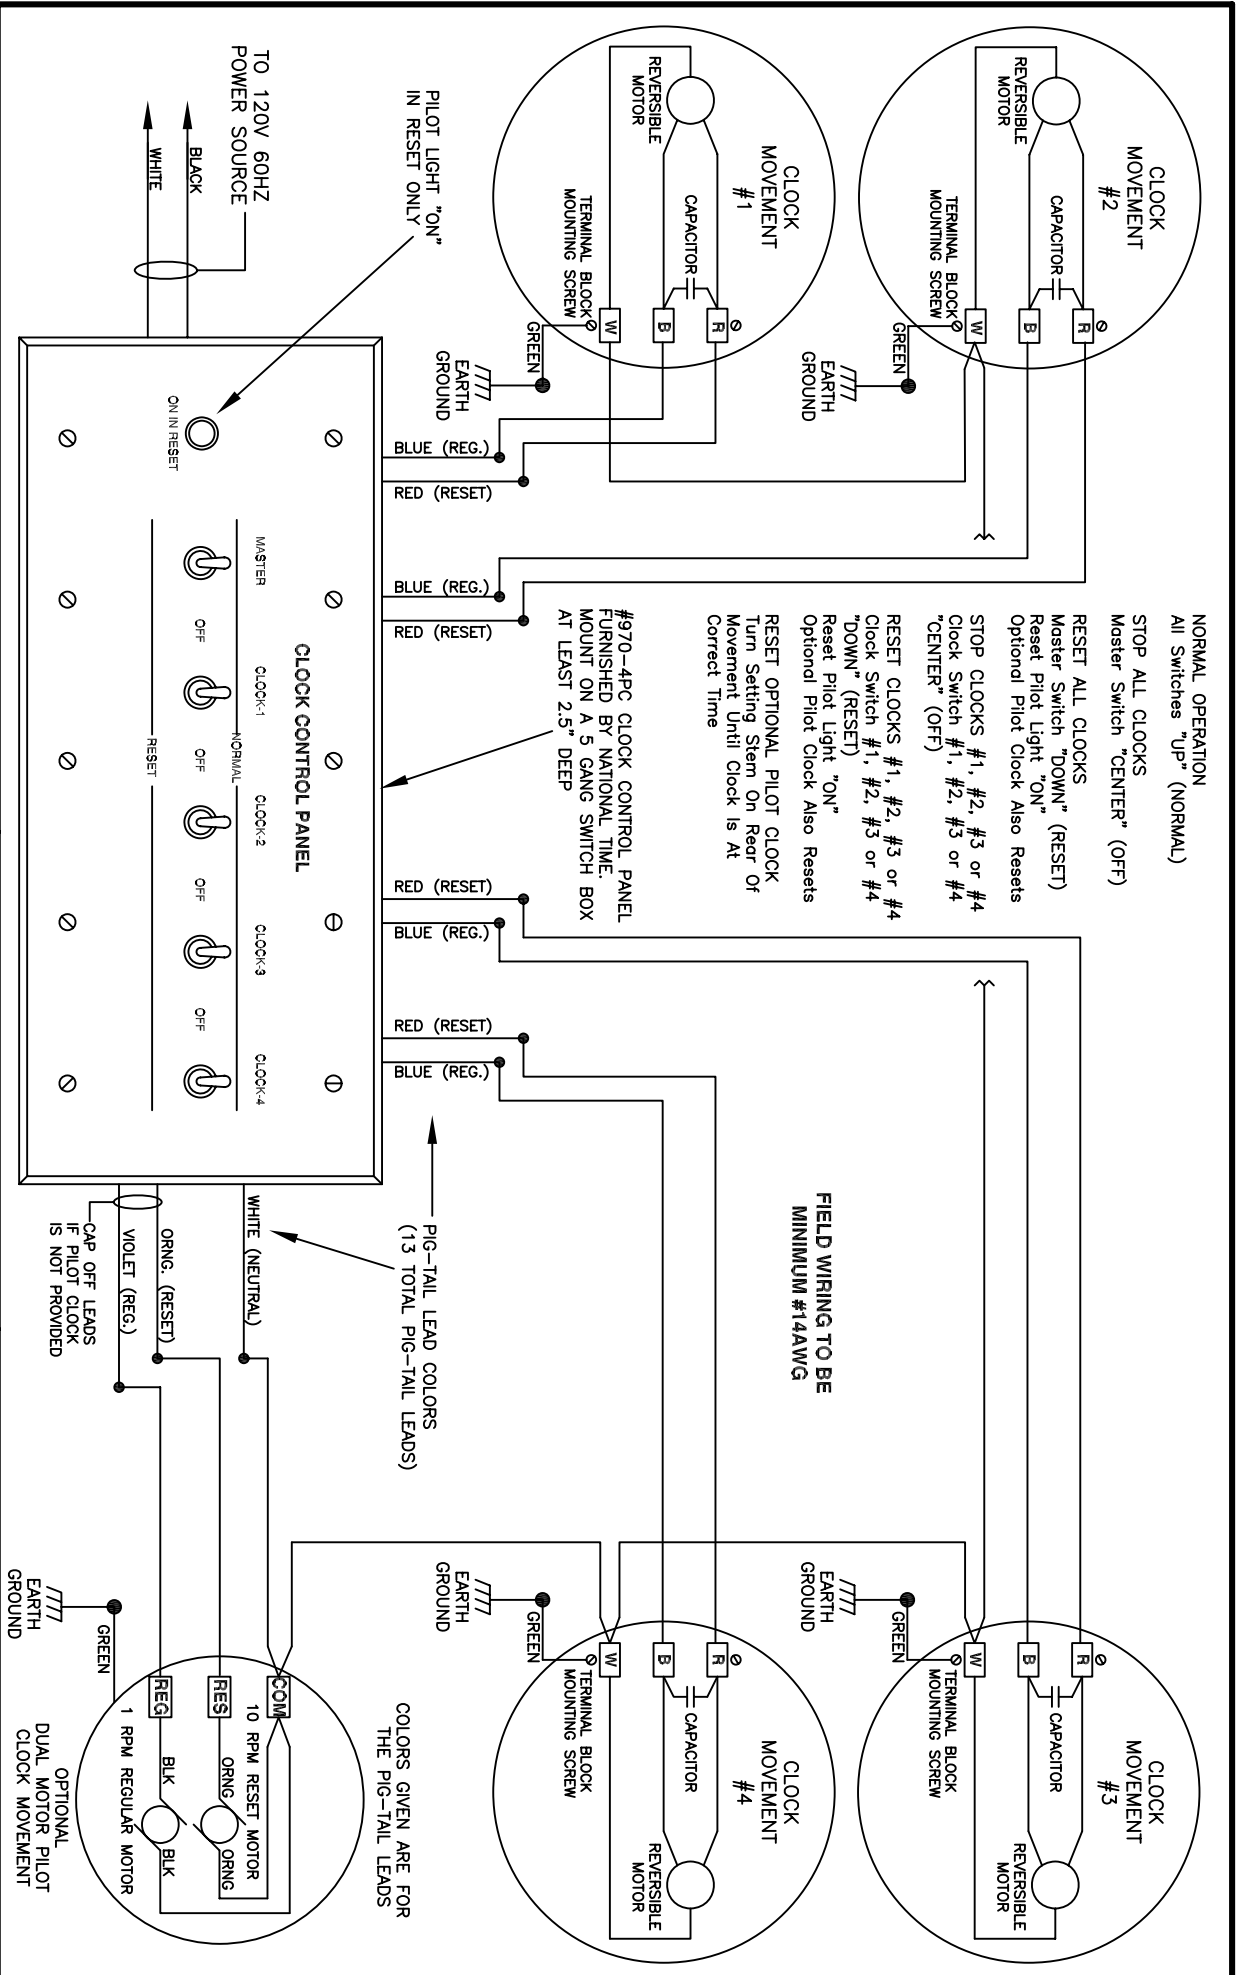 NORMAL OPERATION
All Switches "UP" (NORMAL)
STOP ALL CLOCKS
Master Switch "CENTER" (OFF)
RESET ALL CLOCKS
Master Switch "DOWN" (RESET)
Reset Pilot Light "ON"
Optional Pilot Clock Also Resets
STOP CLOCKS #1, #2, #3 or #4
Clock Switch #1, #2, #3 or #4
"CENTER" (OFF)
RESET CLOCKS #1, #2, #3 or #4
Clock Switch #1, #2, #3 or #4
"DOWN" (RESET)
Reset Pilot Light "ON"
Optional Pilot Clock Also Resets
RESET OPTIONAL PILOT CLOCK
Turn Setting Stem On Rear Of
Movement Until Clock Is At
Correct Time
#970-4PC CLOCK CONTROL PANEL
FURNISHED BY NATIONAL TIME.
MOUNT ON A 5 GANG SWITCH BOX
AT LEAST 2.5" DEEP
CLOCK
MOVEMENT
#2
REVERSIBLE
MOTOR
CAPACITOR
TERMINAL BLOCK
MOUNTING SCREW
R
B
W
GREEN
EARTH
GROUND
CLOCK
MOVEMENT
#1
REVERSIBLE
MOTOR
CAPACITOR
TERMINAL BLOCK
MOUNTING SCREW
R
B
W
GREEN
EARTH
GROUND
CLOCK
MOVEMENT
#3
REVERSIBLE
MOTOR
CAPACITOR
TERMINAL BLOCK
MOUNTING SCREW
R
B
W
GREEN
EARTH
GROUND
CLOCK
MOVEMENT
#4
REVERSIBLE
MOTOR
CAPACITOR
TERMINAL BLOCK
MOUNTING SCREW
R
B
W
GREEN
EARTH
GROUND
FIELD WIRING TO BE
MINIMUM #14AWG
PILOT LIGHT "ON"
IN RESET ONLY
BLUE (REG.)
RED (RESET)
BLUE (REG.)
RED (RESET)
RED (RESET)
BLUE (REG.)
RED (RESET)
BLUE (REG.)
PIG-TAIL LEAD COLORS
(13 TOTAL PIG-TAIL LEADS)
COLORS GIVEN ARE FOR
THE PIG-TAIL LEADS
TO 120V 60HZ
POWER SOURCE
BLACK
WHITE
CLOCK CONTROL PANEL
MASTER
CLOCK-1
CLOCK-2
CLOCK-3
CLOCK-4
NORMAL
OFF
OFF
OFF
OFF
ON IN RESET
RESET
WHITE (NEUTRAL)
ORNG. (RESET)
VIOLET (REG.)
CAP OFF LEADS
IF PILOT CLOCK
IS NOT PROVIDED
COM
RES
REG
10 RPM RESET MOTOR
ORNG
ORNG
BLK
BLK
1 RPM REGULAR MOTOR
GREEN
EARTH
GROUND
OPTIONAL
DUAL MOTOR PILOT
CLOCK MOVEMENT